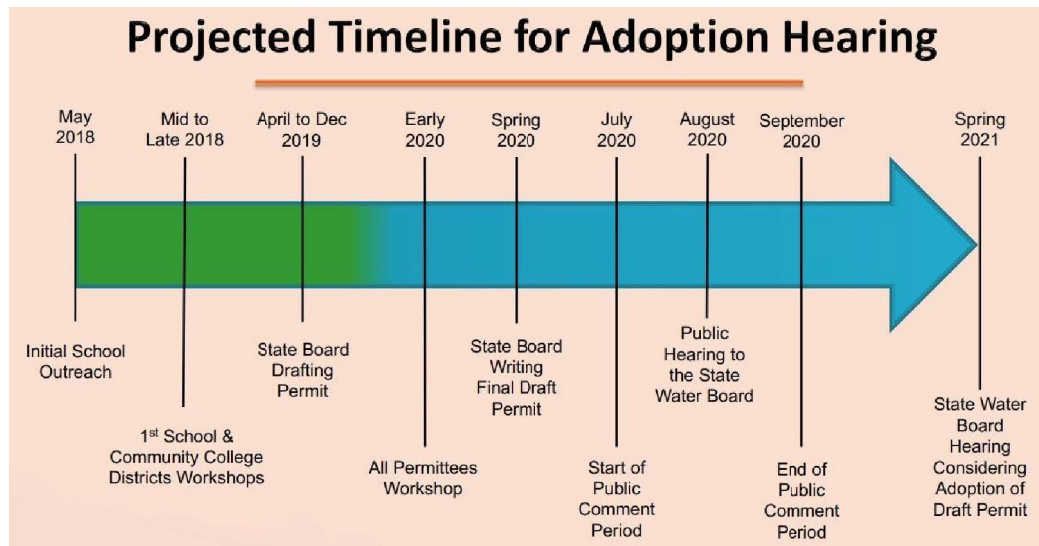 Projected Timeline for Adoption Hearing
May
2018
Mid to
Late 2018
April to Dec
2019
Early
2020
Spring
2020
July
2020
August
2020
September
2020
Spring
2021
Initial School
Outreach
1st School &
Community College
Districts Workshops
State Board
Drafting
Permit
All Permittees
Workshop
State Board
Writing
Final Draft
Permit
Start of
Public
Comment
Period
Public
Hearing to
the State
Water Board
End of
Public
Comment
Period
State Water
Board
Hearing
Considering
Adoption of
Draft Permit